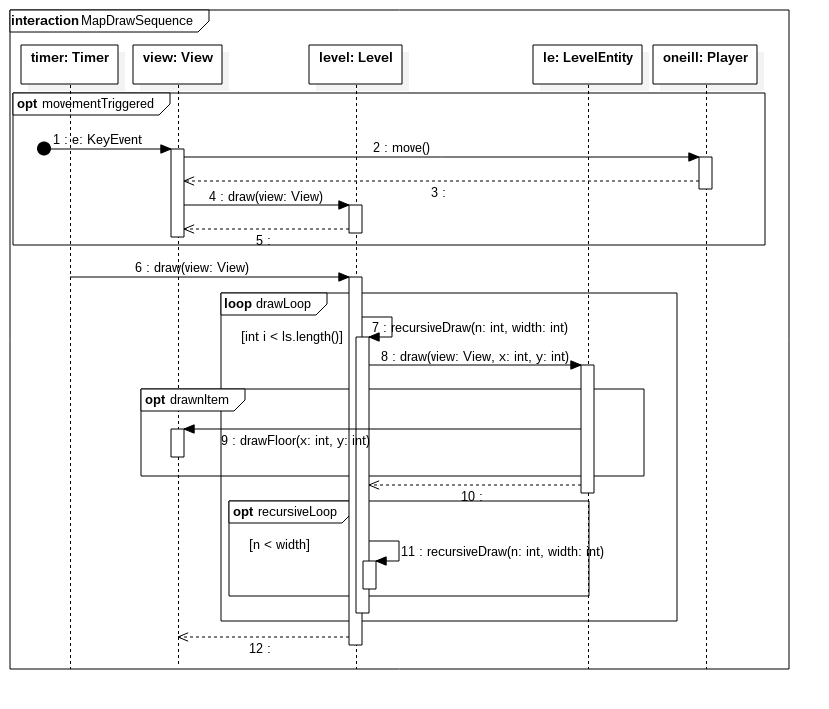 interaction MapDrawSequence
timer: Timer
view: View
level: Level
le: LevelEntity
oneill: Player
opt movementTriggered
1 : e: KeyEvent
2 : move()
3 :
4 : draw(view: View)
5 :
6 : draw(view: View)
loop drawLoop
[int i < ls.length()]
7 : recursiveDraw(n: int, width: int)
8 : draw(view: View, x: int, y: int)
opt drawnItem
9 : drawFloor(x: int, y: int)
10 :
opt recursiveLoop
[n < width]
11 : recursiveDraw(n: int, width: int)
12 :